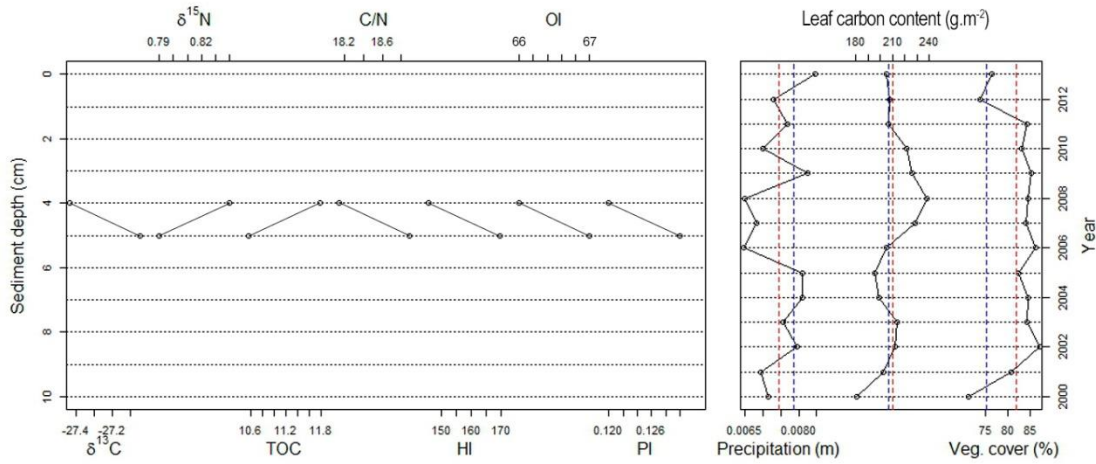 δ15N C/N OI Leaf carbon content (g.m-2)
0.79 0.82 18.2 18.6 66 67 180 210 240
Sediment depth (cm)
0
2
4
6
8
10
2012
2010
2008
2006
2004
2002
2000
Year
-27.4 -27.2 10.6 11.2 11.8 150 160 170 0.120 0.126 0.0065 0.0080 75 80 85
δ13C TOC HI PI Precipitation (m) Veg. cover (%)